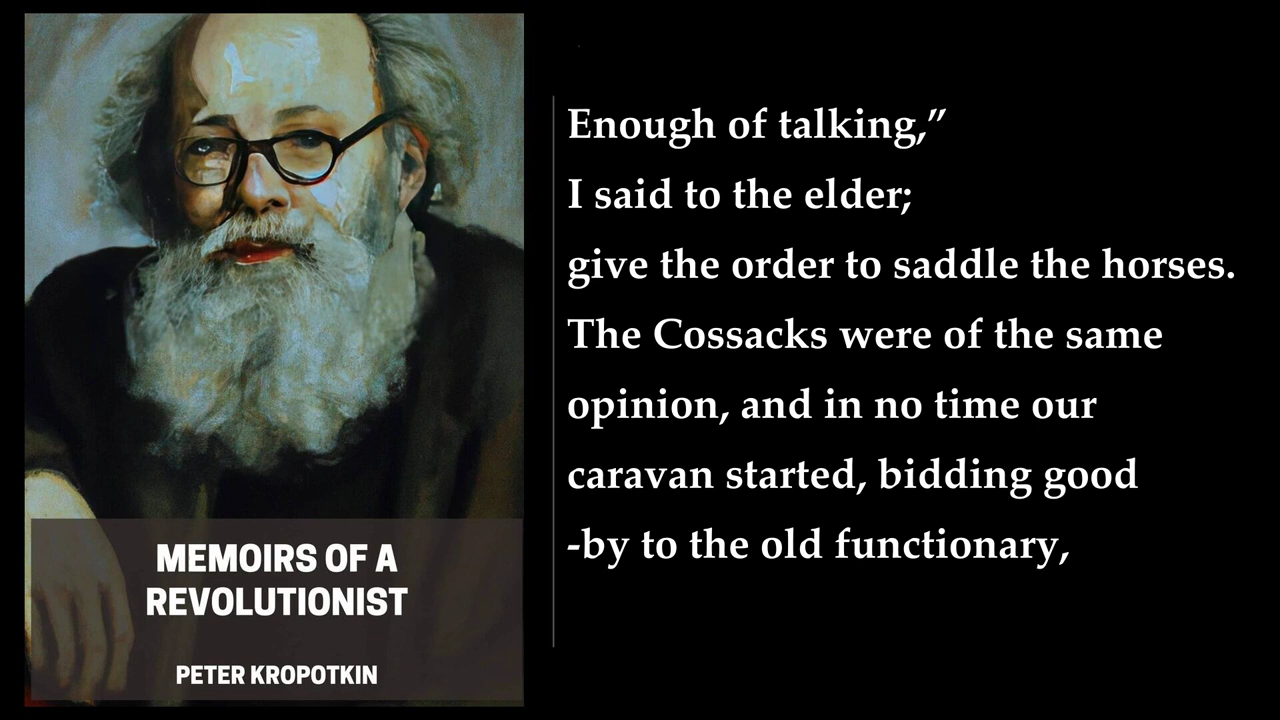 MEMOIRS OF A
REVOLUTIONIST
PETER KROPOTKIN
Enough of talking,”
I said to the elder;
give the order to saddle the horses.
The Cossacks were of the same
opinion, and in no time our
caravan started, bidding good
-by to the old functionary,